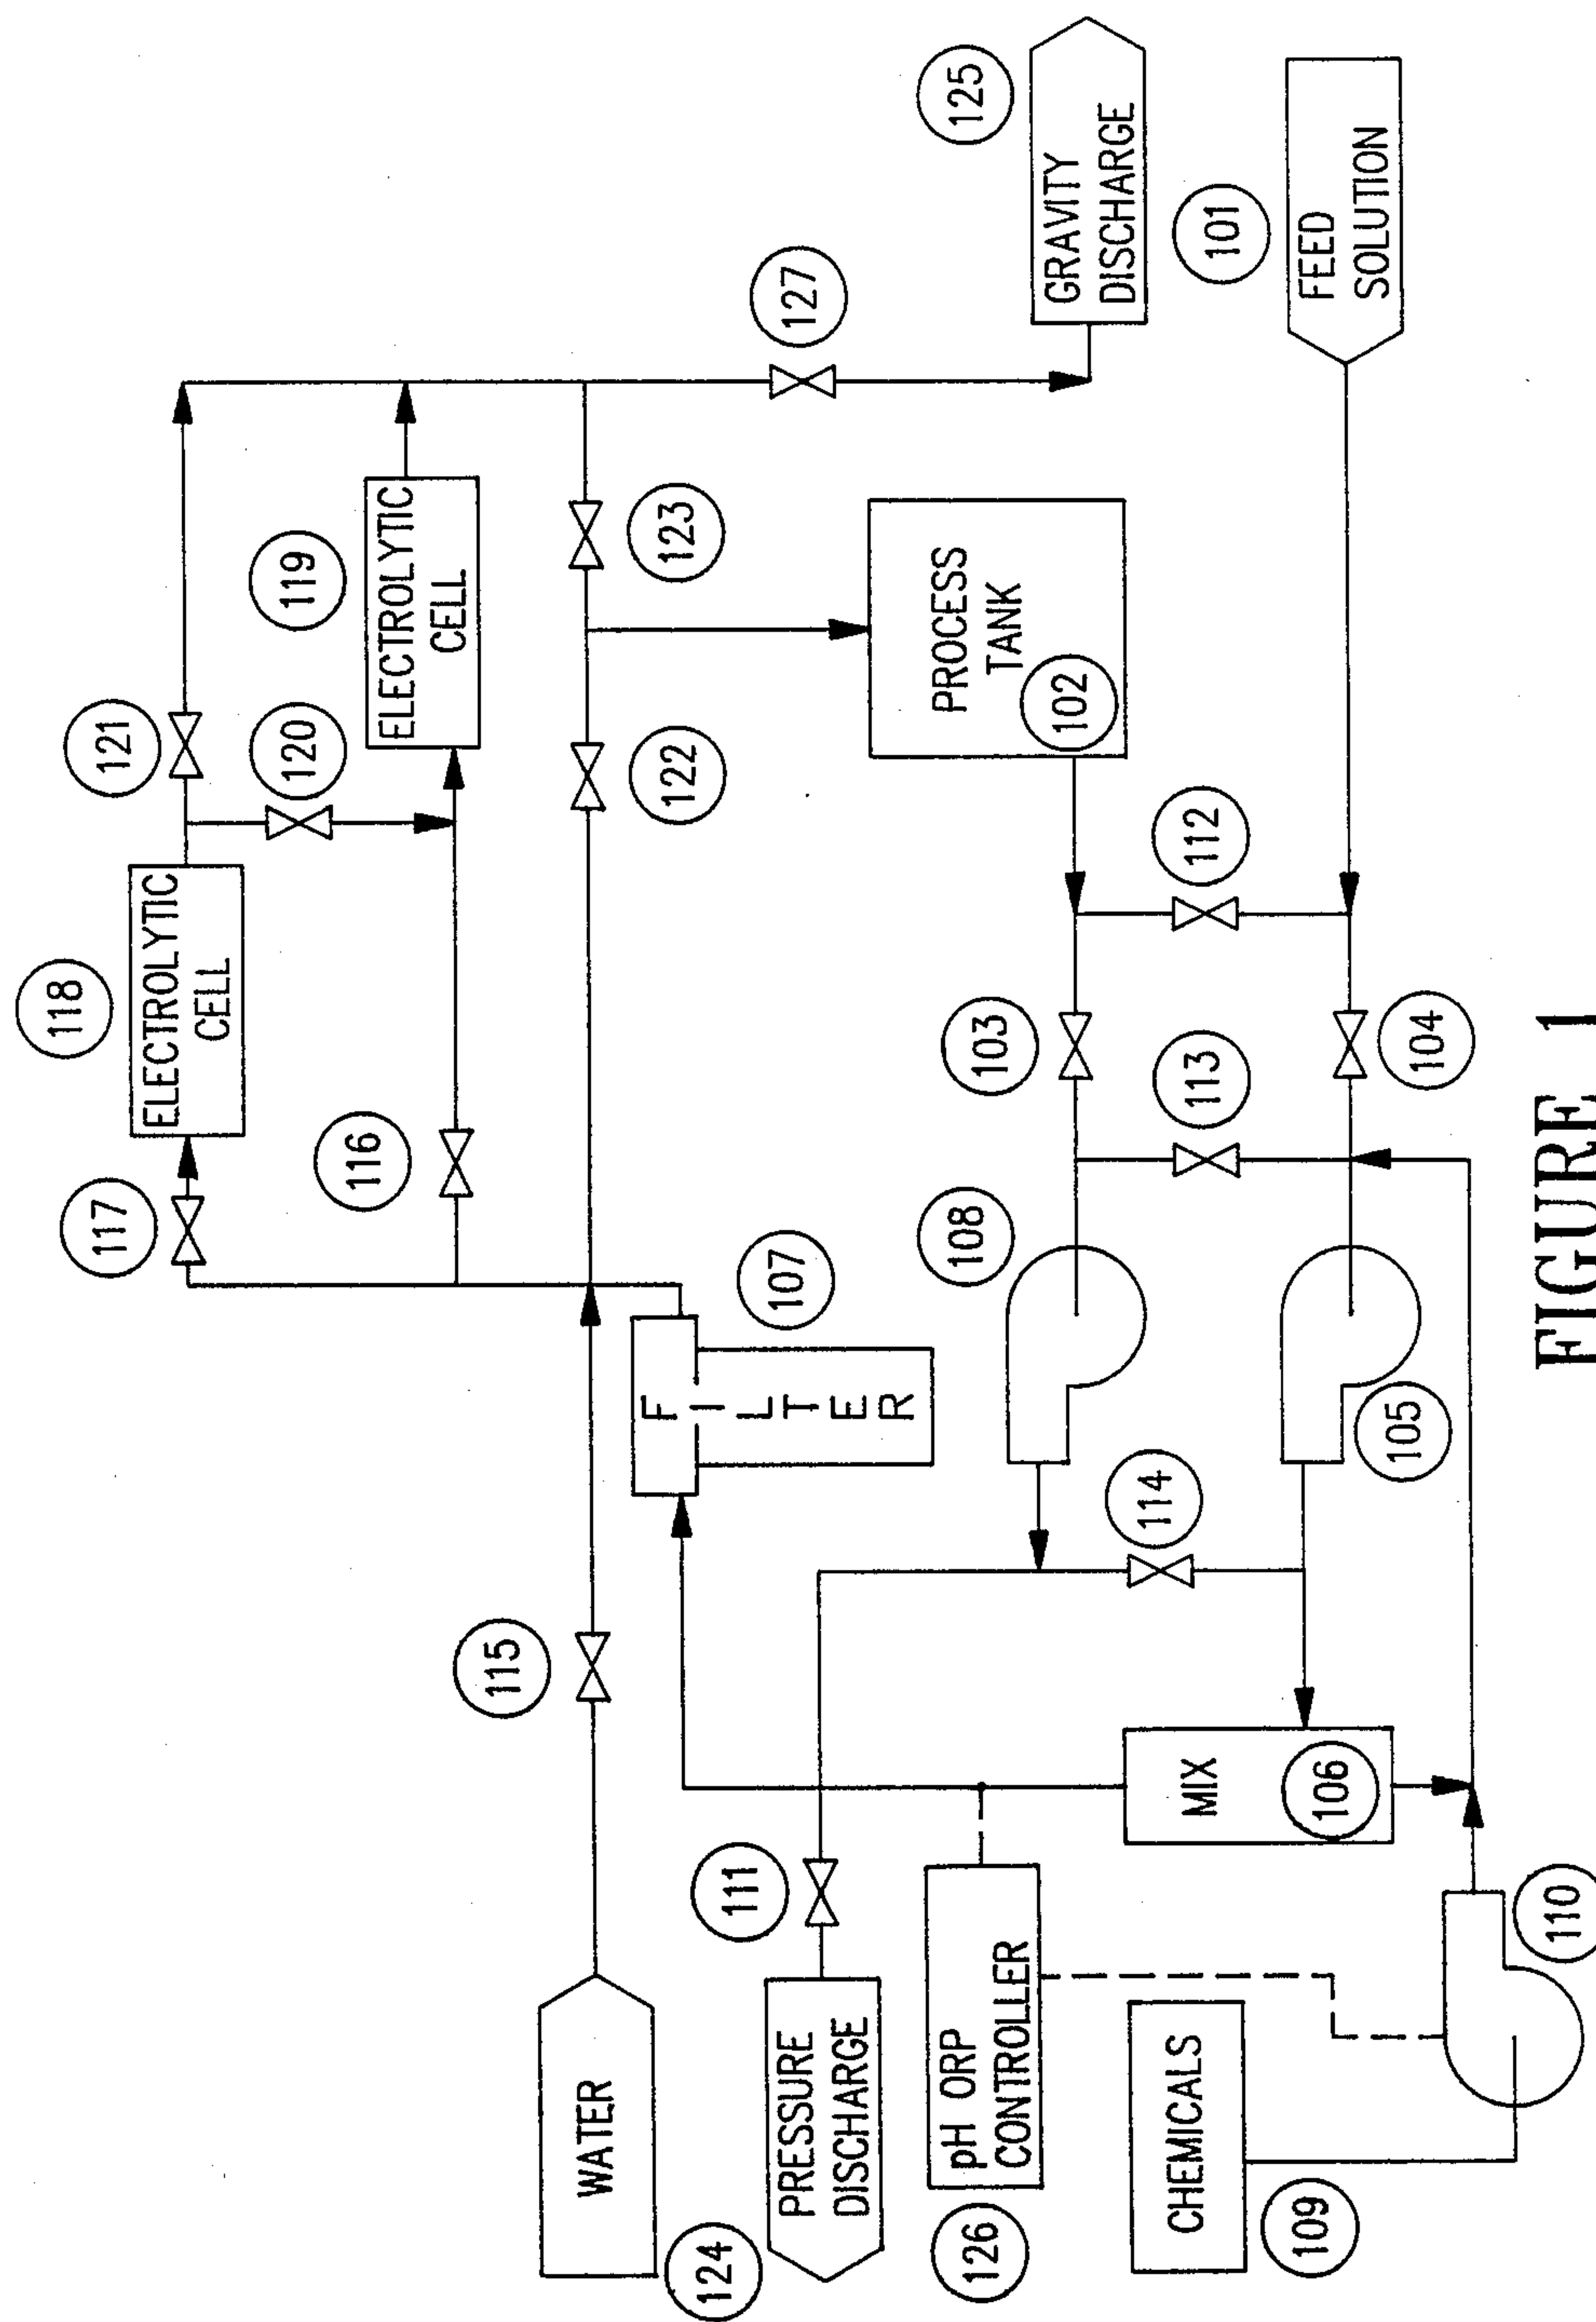 118
117
121
ELECTROLYTIC
CELL
116
120
119
ELECTROLYTIC
CELL
115
WATER
124
122
123
F
I
L
T
E
R
107
111
PRESSURE
DISCHARGE
127
PROCESS
TANK
102
125
GRAVITY
DISCHARGE
126
pH ORP
CONTROLLER
108
103
114
113
112
MIX
106
CHEMICALS
109
101
FEED
SOLUTION
105
104
110
FIGURE 1